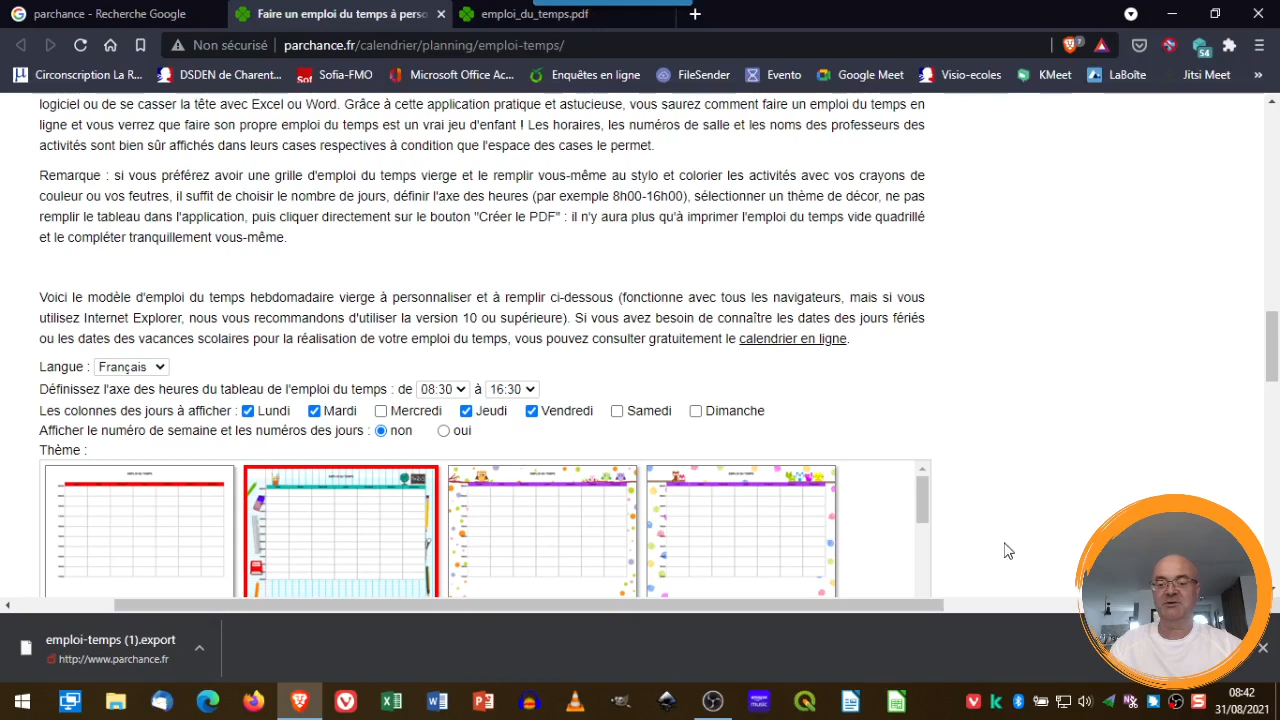 parchance - Recherche Google
Faire un emploi du temps à perso
emploi_du_temps.pdf
Non sécurisé
parchance.fr/calendrier/planning/emploi-temps/
7
54
Circonscription La R...
DSDEN de Charent...
Sofia-FMO
Microsoft Office Ac...
Enquêtes en ligne
FileSender
Evento
Google Meet
Visio-ecoles
KMeet
LaBoîte
Jitsi Meet
»
logiciel ou de se casser la tête avec Excel ou Word. Grâce à cette application pratique et astucieuse, vous saurez comment faire un emploi du temps en
ligne et vous verrez que faire son propre emploi du temps est un vrai jeu d'enfant ! Les horaires, les numéros de salle et les noms des professeurs des
activités sont bien sûr affichés dans leurs cases respectives à condition que l'espace des cases le permet.
Remarque : si vous préférez avoir une grille d'emploi du temps vierge et le remplir vous-même au stylo et colorier les activités avec vos crayons de
couleur ou vos feutres, il suffit de choisir le nombre de jours, définir l'axe des heures (par exemple 8h00-16h00), sélectionner un thème de décor, ne pas
remplir le tableau dans l'application, puis cliquer directement sur le bouton "Créer le PDF" : il n'y aura plus qu'à imprimer l'emploi du temps vide quadrillé
et le compléter tranquillement vous-même.
Voici le modèle d'emploi du temps hebdomadaire vierge à personnaliser et à remplir ci-dessous (fonctionne avec tous les navigateurs, mais si vous
utilisez Internet Explorer, nous vous recommandons d'utiliser la version 10 ou supérieure). Si vous avez besoin de connaître les dates des jours fériés
ou les dates des vacances scolaires pour la réalisation de votre emploi du temps, vous pouvez consulter gratuitement le calendrier en ligne.
Langue : Français
Définissez l'axe des heures du tableau de l'emploi du temps : de 08:30 à 16:30
Les colonnes des jours à afficher : Lundi Mardi Mercredi Jeudi Vendredi Samedi Dimanche
Afficher le numéro de semaine et les numéros des jours : non oui
Thème :
EMPLOI DU TEMPS
EMPLOI DU TEMPS
EMPLOI DU TEMPS
EMPLOI DU TEMPS
emploi-temps (1).export
http://www.parchance.fr
08:42
31/08/2021